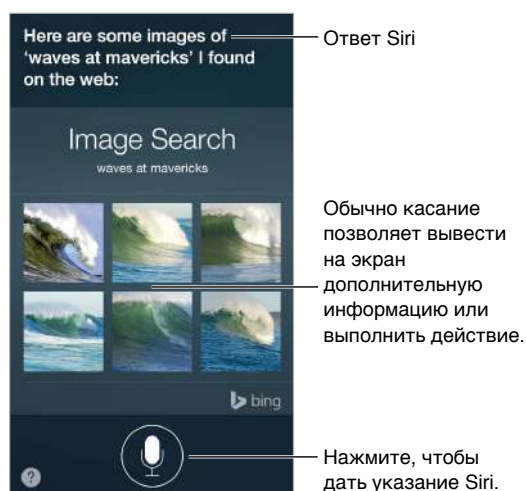 Here are some images of
'waves at mavericks' I found
on the web:
Ответ Siri
Image Search
waves at mavericks
Обычно касание
позволяет вывести
на экран
дополнительную
информацию или
выполнить действие.
bing
?
Нажмите, чтобы
дать указание Siri.